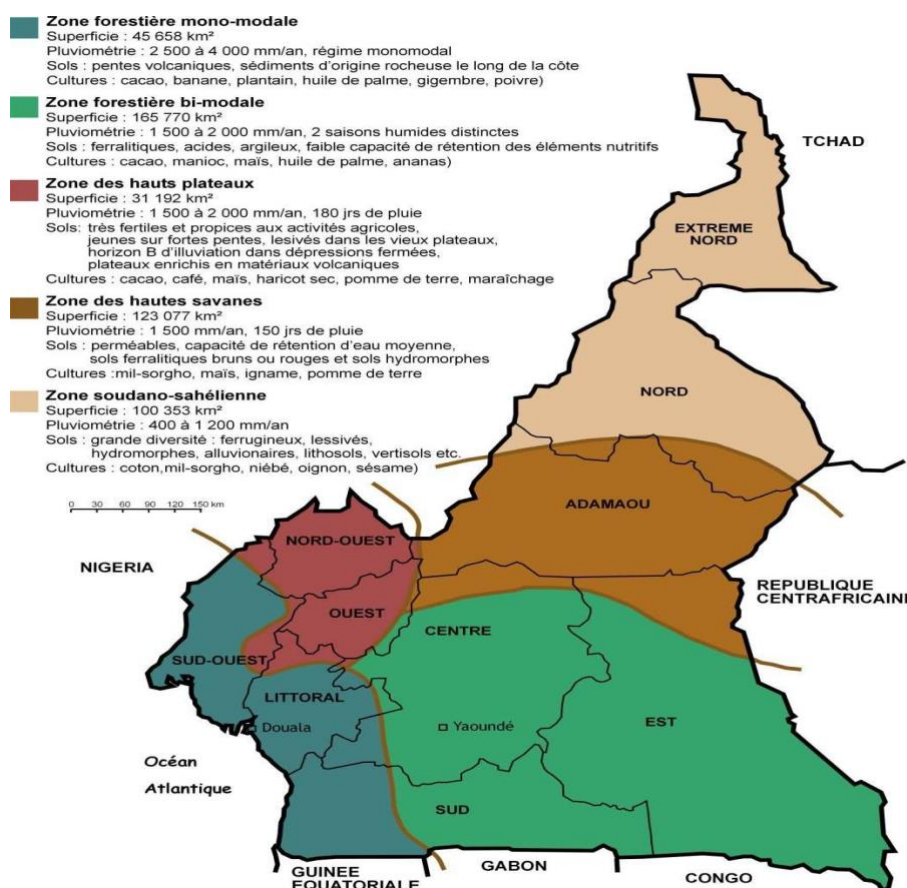 Zone forestière mono-modale
Superficie : 45 658 km²
Pluviométrie : 2 500 à 4 000 mm/an, régime monomodal
Sols : pentes volcaniques, sédiments d'origine rocheuse le long de la côte
Cultures : cacao, banane, plantain, huile de palme, gigembre, poivre)
Zone forestière bi-modale
Superficie : 165 770 km²
Pluviométrie : 1 500 à 2 000 mm/an, 2 saisons humides distinctes
Sols : ferralitiques, acides, argileux, faible capacité de rétention des éléments nutritifs
Cultures : cacao, manioc, maïs, huile de palme, ananas)
Zone des hauts plateaux
Superficie : 31 192 km²
Pluviométrie : 1 500 à 2 000 mm/an, 180 jrs de pluie
Sols: très fertiles et propices aux activités agricoles,
jeunes sur fortes pentes, lesivés dans les vieux plateaux,
horizon B d'illuviation dans dépressions fermées,
plateaux enrichis en matériaux volcaniques
Cultures : cacao, café, maïs, haricot sec, pomme de terre, maraîchage
Zone des hautes savanes
Superficie : 123 077 km²
Pluviométrie : 1 500 mm/an, 150 jrs de pluie
Sols : perméables, capacité de rétention d'eau moyenne,
sols ferralitiques bruns ou rouges et sols hydromorphes
Cultures :mil-sorgho, maïs, igname, pomme de terre
Zone soudano-sahélienne
Superficie : 100 353 km²
Pluviométrie : 400 à 1 200 mm/an
Sols : grande diversité : ferrugineux, lessivés,
hydromorphes, alluvionaires, lithosols, vertisols etc.
Cultures : coton,mil-sorgho, niébé, oignon, sésame)
0 30 60 90 120 150 km
TCHAD
EXTREME
NORD
NORD
ADAMAOU
NORD-OUEST
NIGERIA
REPUBLIQUE
CENTRAFRICAINE
OUEST
CENTRE
SUD-OUEST
LITTORAL
Douala
Yaoundé
EST
Océan
Atlantique
SUD
GUINEE
EQUATORIALE
GABON
CONGO